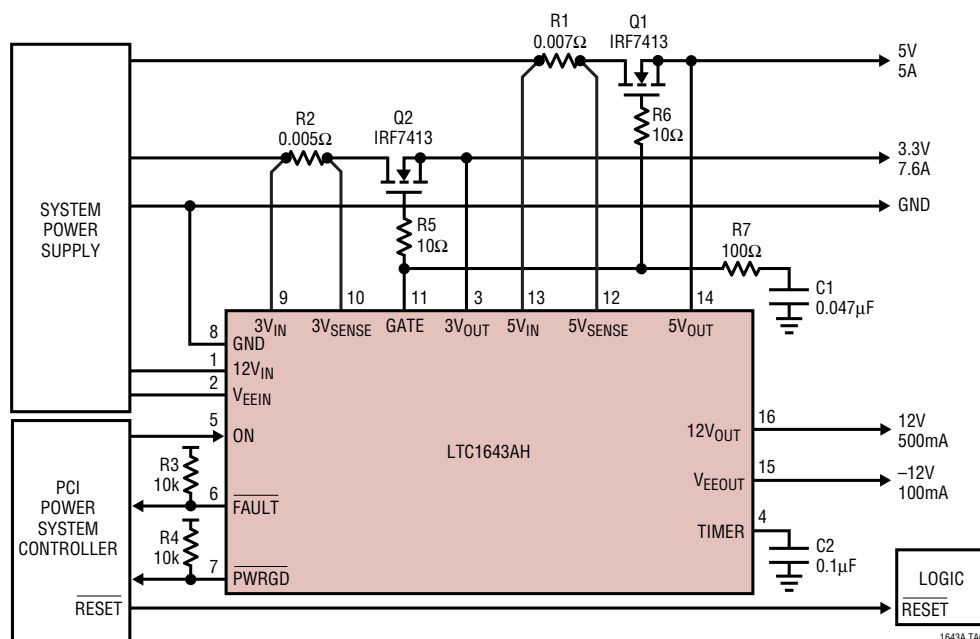 R1
0.007Ω
Q1
IRF7413
5V
5A
R2
0.005Ω
Q2
IRF7413
R6
10Ω
3.3V
7.6A
SYSTEM
POWER
SUPPLY
GND
R5
10Ω
R7
100Ω
C1
0.047µF
9
10
11
3
13
12
14
3VIN
3VSENSE
GATE
3VOUT
5VIN
5VSENSE
5VOUT
8
GND
1
12VIN
2
VEEIN
5
ON
LTC1643AH
16
12VOUT
12V
500mA
15
VEEOUT
–12V
100mA
R3
10k
6
FAULT
PCI
POWER
SYSTEM
CONTROLLER
R4
10k
7
PWRGD
4
TIMER
C2
0.1µF
RESET
LOGIC
RESET